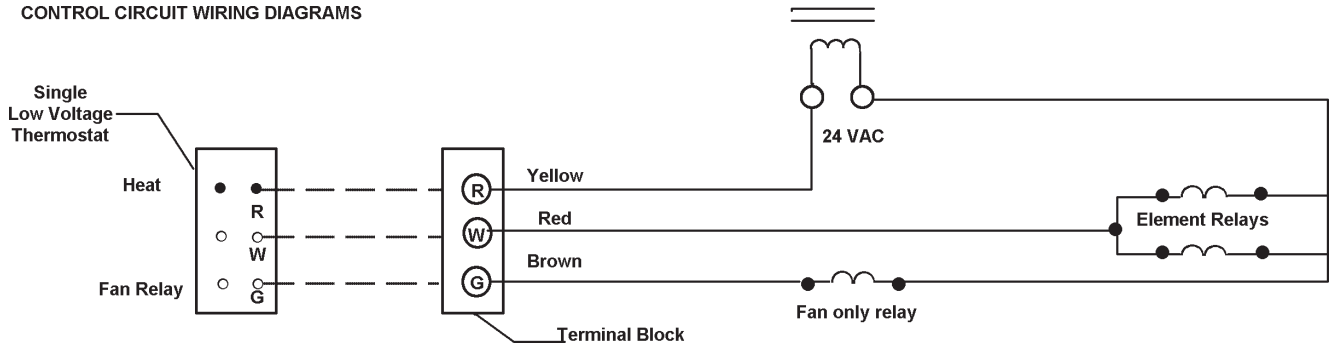 CONTROL CIRCUIT WIRING DIAGRAMS
Single
Low Voltage
Thermostat
24 VAC
Heat
R
R
Yellow
W
W
Red
Element Relays
Fan Relay
G
G
Brown
Fan only relay
Terminal Block